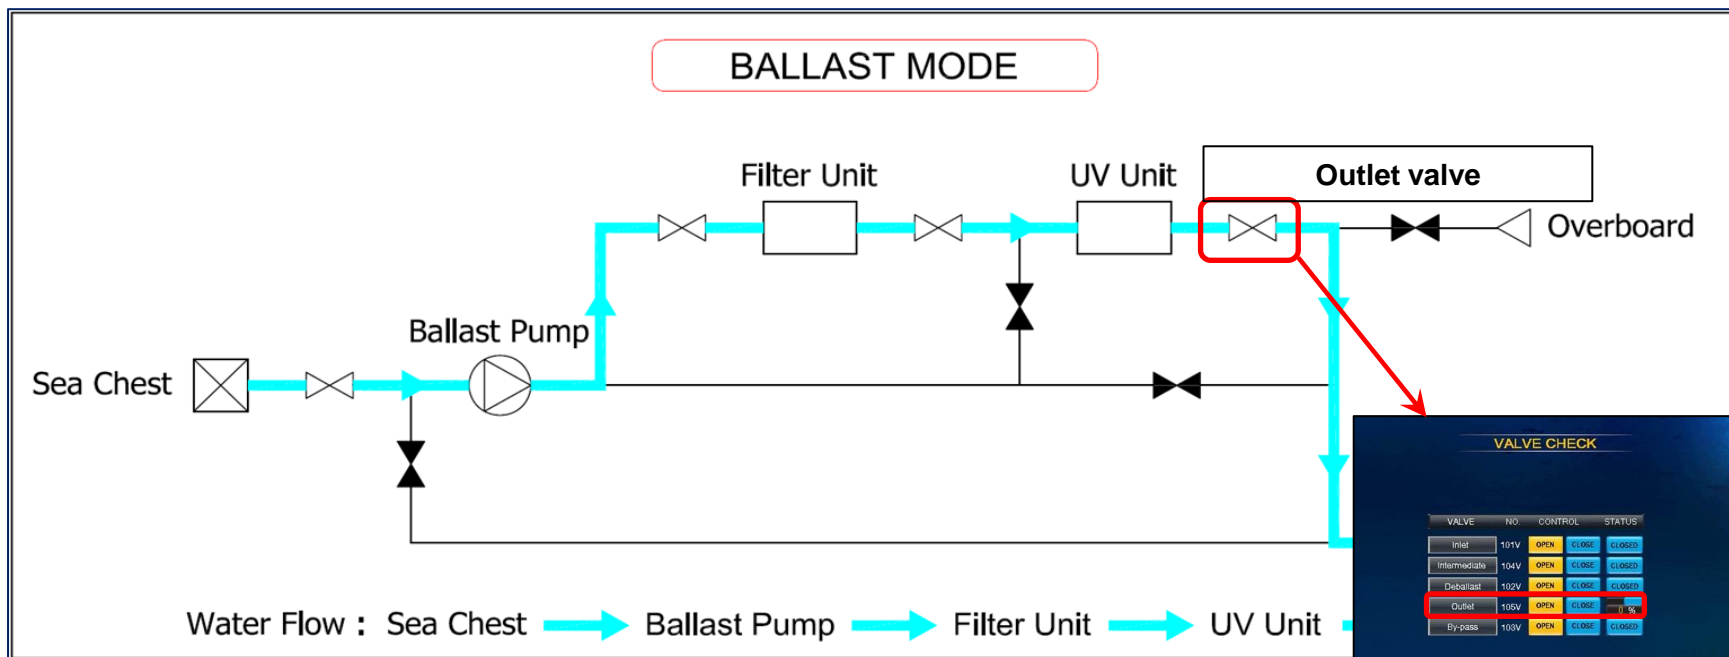 BALLAST MODE
Outlet valve
Filter Unit
UV Unit
Overboard
Ballast Pump
Sea Chest
VALVE CHECK
VALVE NO. CONTROL STATUS
Inlet 101V OPEN CLOSE CLOSED
Intermediate 104V OPEN CLOSE CLOSED
Deballast 102V OPEN CLOSE CLOSED
Outlet 105V OPEN CLOSE 0 %
By-pass 103V OPEN CLOSE CLOSED
Water Flow : Sea Chest Ballast Pump Filter Unit UV Unit